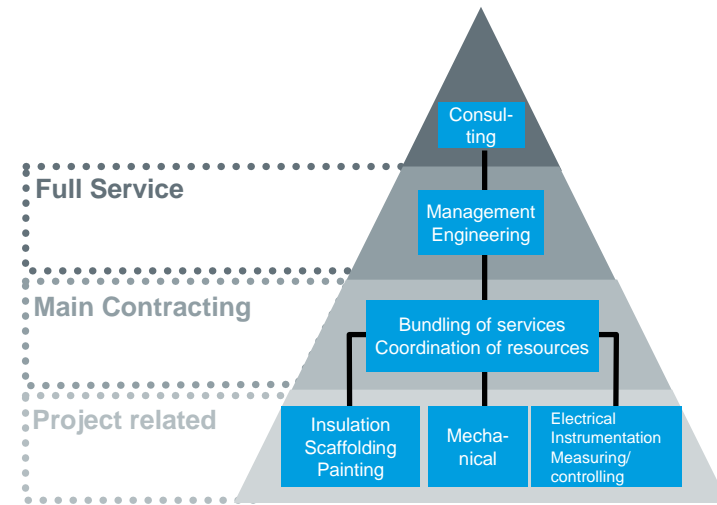 Consul-
ting
Full Service
Management
Engineering
Main Contracting
Bundling of services
Coordination of resources
Project related
Insulation
Scaffolding
Painting
Mecha-
nical
Electrical
Instrumentation
Measuring/
controlling